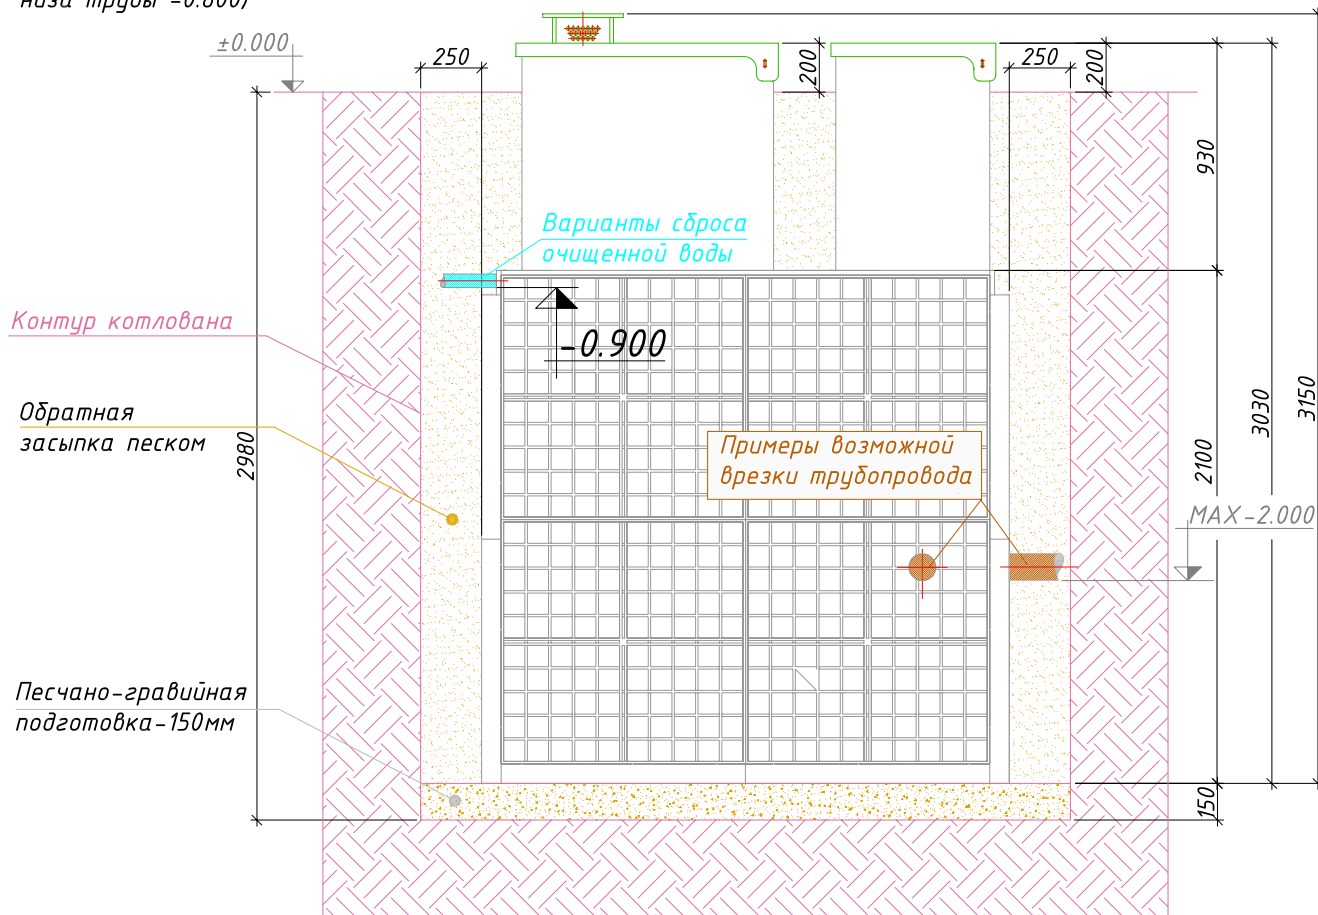 низа трубы -0.800)
±0.000
250
200
250
200
930
Варианты сброса
очищенной воды
Контур котлована
-0.900
3150
3030
Обратная
засыпка песком
2980
Примеры возможной
врезки трубопровода
2100
MAX-2.000
Песчано-гравийная
подготовка-150мм
150